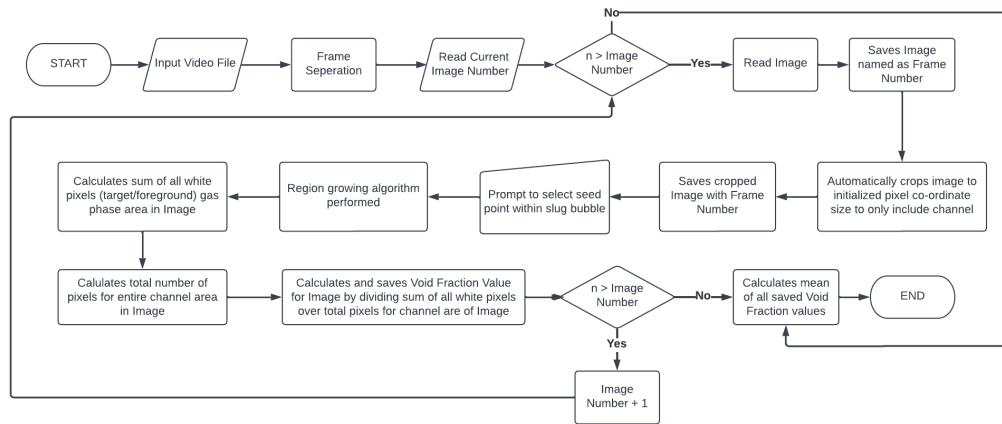 No
START
Input Video File
Frame
Seperation
Read Current
Image Number
n > Image
Number
Yes
Read Image
Saves Image
named as Frame
Number
Calculates sum of all white
pixels (target/foreground) gas
phase area in Image
Region growing algorithm
performed
Prompt to select seed
point within slug bubble
Saves cropped
Image with Frame
Number
Automatically crops image to
initialized pixel co-ordinate
size to only include channel
Calulates total number of
pixels for entire channel area
in Image
Calculates and saves Void Fraction Value
for Image by dividing sum of all white pixels
over total pixels for channel are of Image
n > Image
Number
No
Calculates mean
of all saved Void
Fraction values
END
Yes
Image
Number + 1